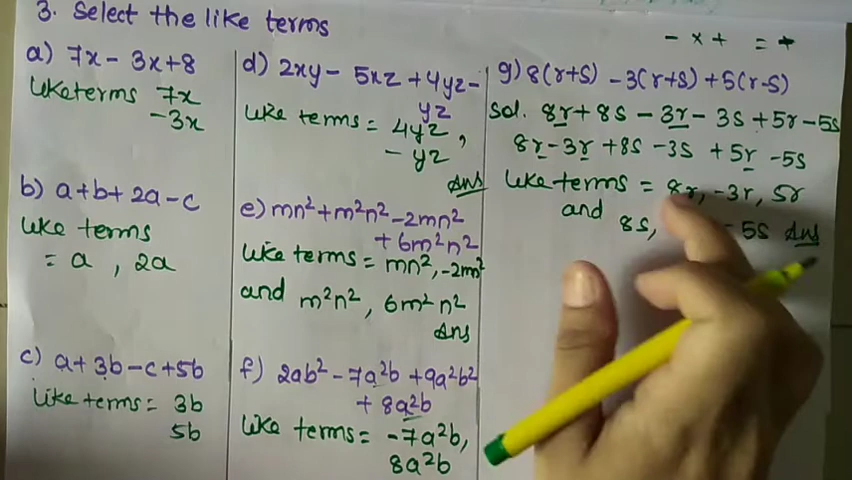 3. Select the like terms
- x + = -
a) 7x - 3x + 8
like terms 7x
- 3x
b) a + b + 2a - c
like terms
= a , 2a
c) a + 3b - c + 5b
like terms = 3b
5b
d) 2xy - 5xz + 4yz -
yz
like terms = 4yz ,
- yz
Ans
e) mn² + m²n² - 2mn²
+ 6m²n²
like terms = mn², -2mn²
and m²n² , 6m²n²
Ans
f) 2ab² - 7a²b + 9a²b²
+ 8a²b
like terms = -7a²b,
8a²b
g) 8(r+s) - 3(r+s) + 5(r-s)
Sol. 8r + 8s - 3r - 3s + 5r - 5s
8r - 3r + 8s - 3s + 5r - 5s
like terms = 8r, -3r, 5r
and 8s, - 5s Ans